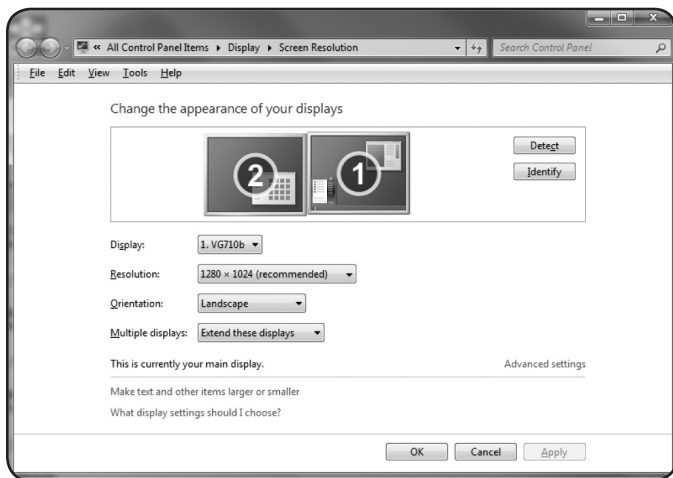 « All Control Panel Items ▸ Display ▸ Screen Resolution Search Control Panel
File Edit View Tools Help
Change the appearance of your displays
2 1
Detect
Identify
Display: 1. VG710b
Resolution: 1280 × 1024 (recommended)
Orientation: Landscape
Multiple displays: Extend these displays
This is currently your main display. Advanced settings
Make text and other items larger or smaller
What display settings should I choose?
OK Cancel Apply